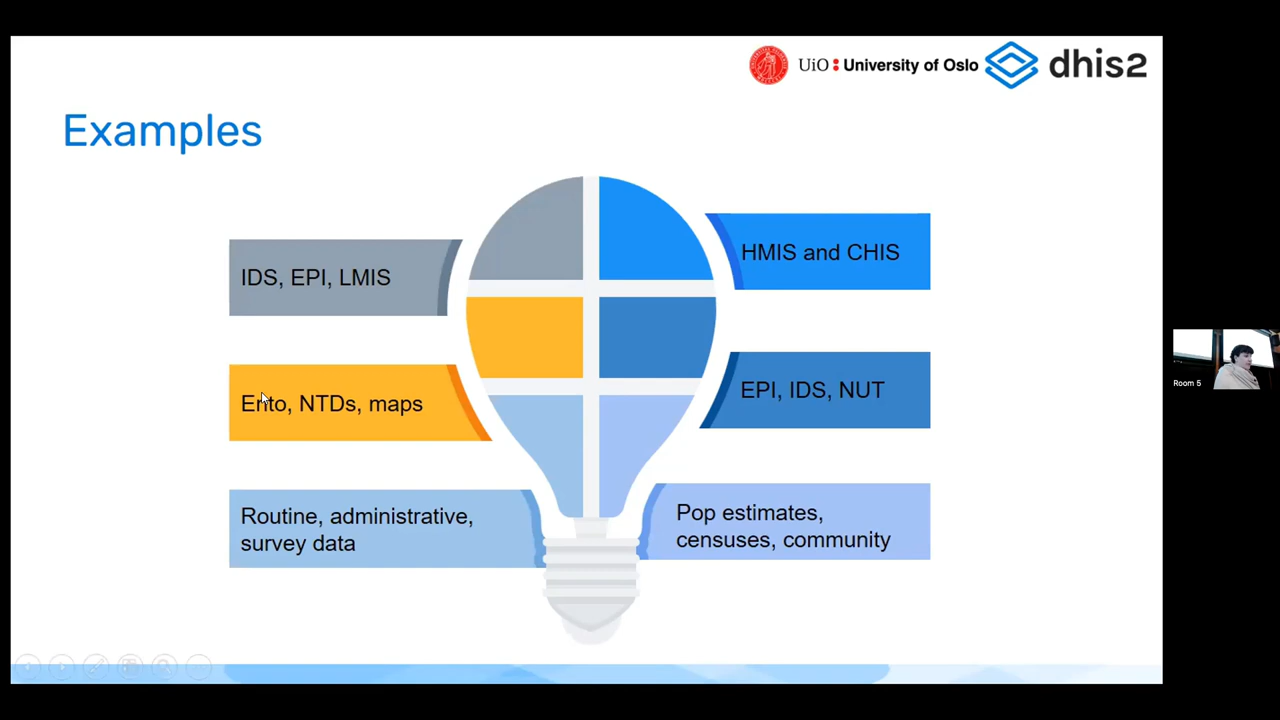 UiO : University of Oslo
dhis2
Examples
IDS, EPI, LMIS
HMIS and CHIS
Ento, NTDs, maps
EPI, IDS, NUT
Routine, administrative,
survey data
Pop estimates,
censuses, community
Room 5